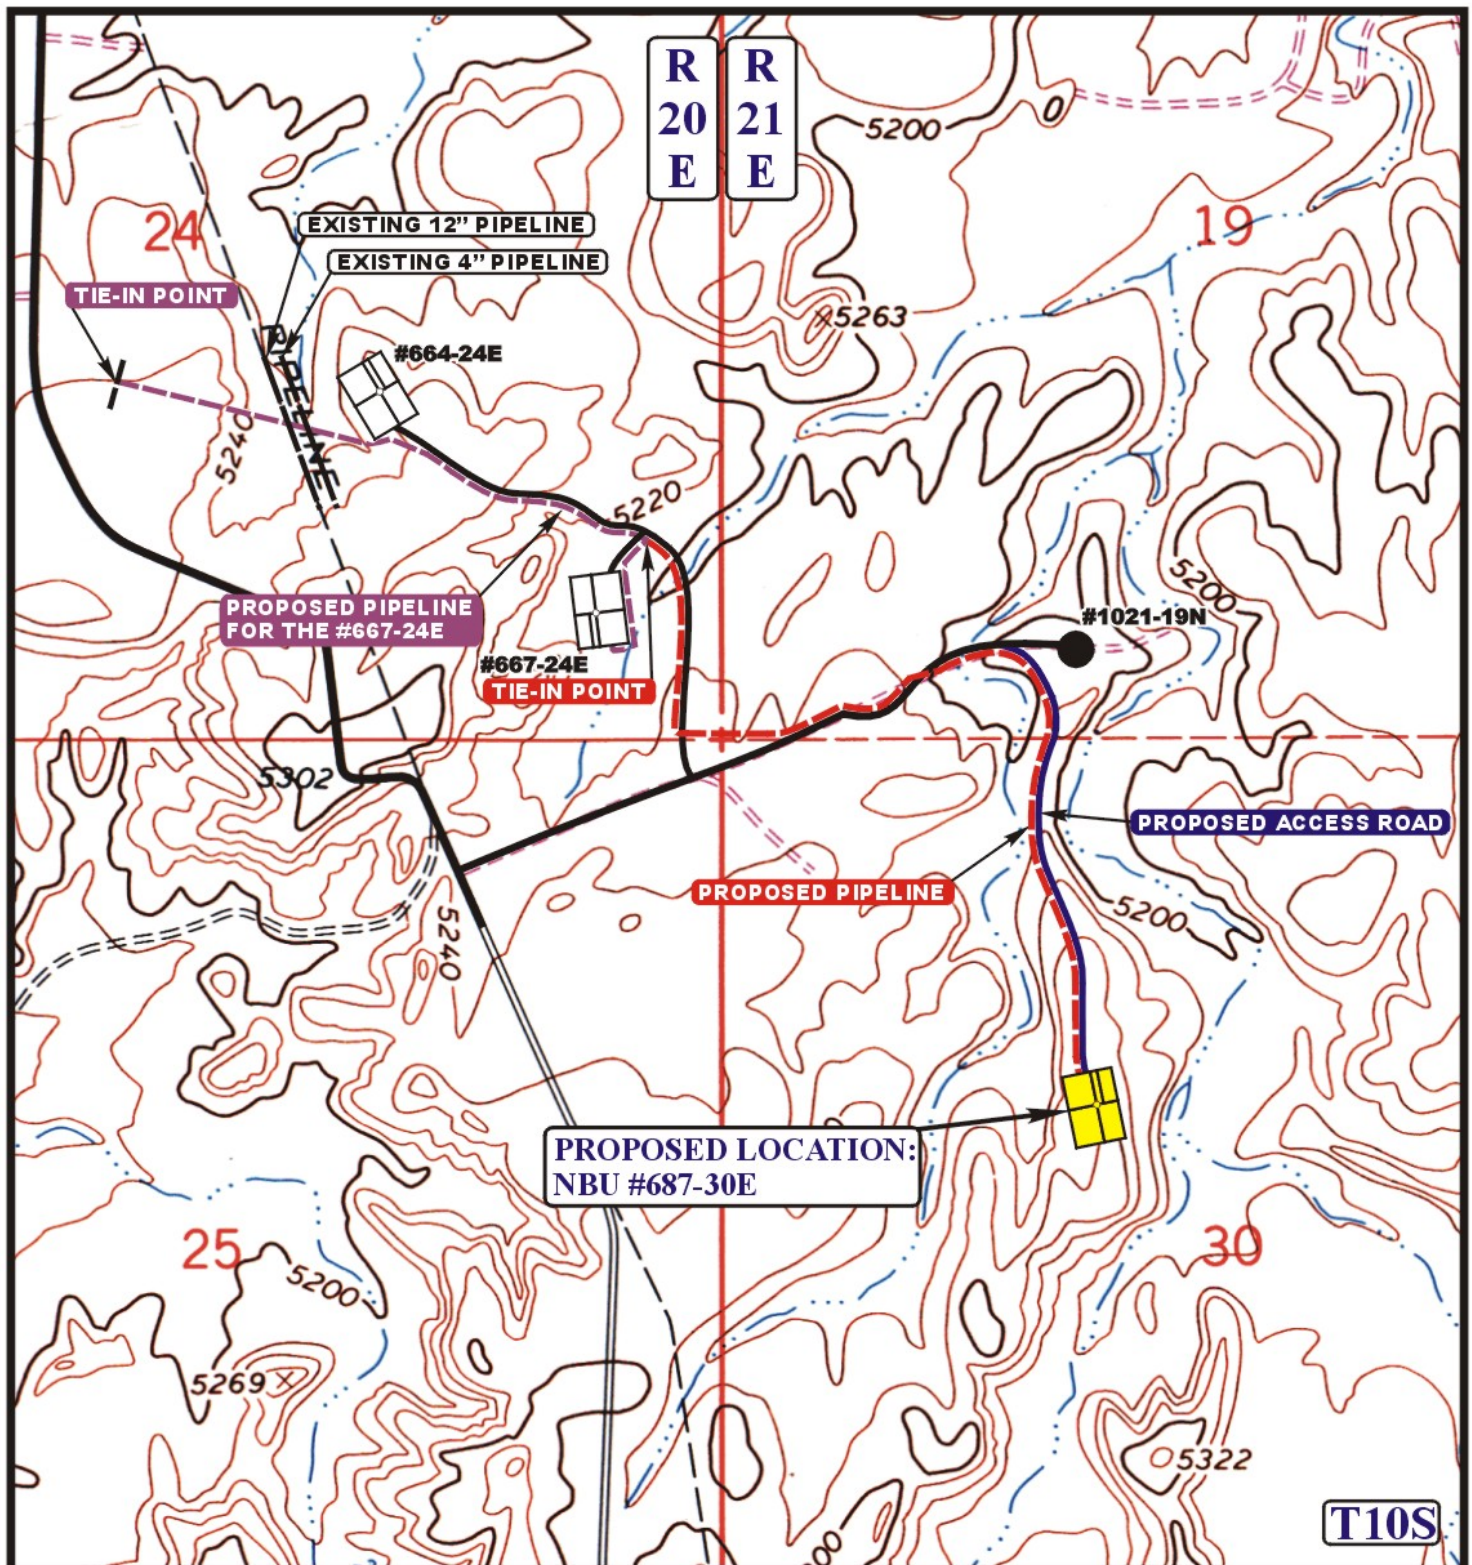 R
20
E
R
21
E
5200
24
19
EXISTING 12” PIPELINE
EXISTING 4” PIPELINE
TIE-IN POINT
5263
PIPELINE
#664-24E
5240
5220
5200
PROPOSED PIPELINE
FOR THE #667-24E
#1021-19N
#667-24E
TIE-IN POINT
5302
PROPOSED ACCESS ROAD
PROPOSED PIPELINE
5200
5240
PROPOSED LOCATION:
NBU #687-30E
25
30
5200
5269
5322
T10S